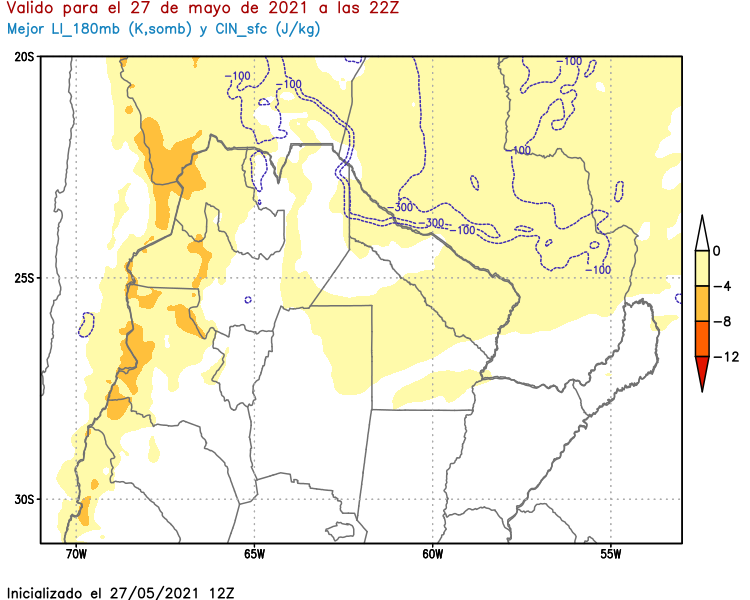 Valido para el 27 de mayo de 2021 a las 22Z
Mejor LI_180mb (K,somb) y CIN_sfc (J/kg)
20S
25S
30S
70W
65W
60W
55W
-100
-100
-100
-100
-300
-300
-100
-100
0
-4
-8
-12
Inicializado el 27/05/2021 12Z